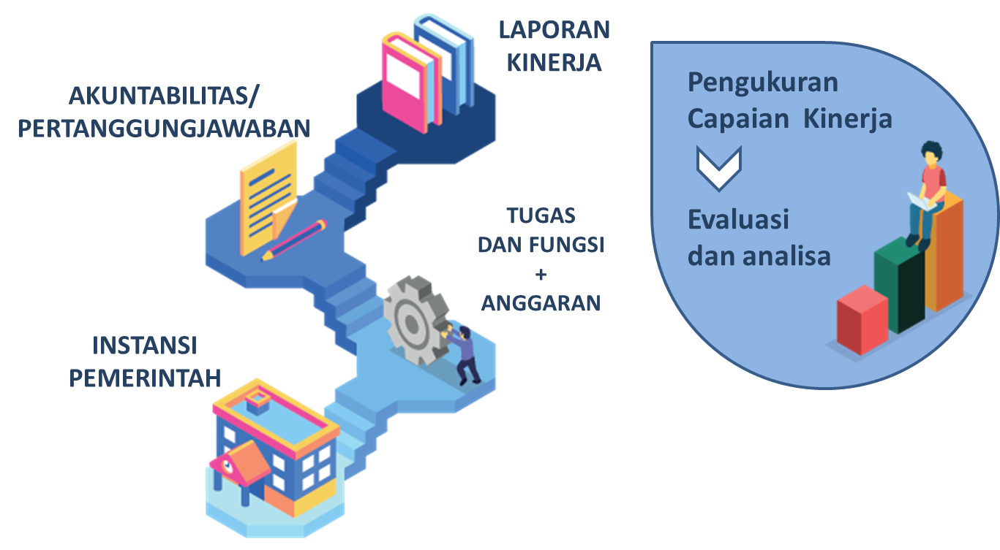 LAPORAN
KINERJA
AKUNTABILITAS/
PERTANGGUNGJAWABAN
TUGAS
DAN FUNGSI
+
ANGGARAN
INSTANSI
PEMERINTAH
Pengukuran
Capaian  Kinerja
Evaluasi
dan analisa